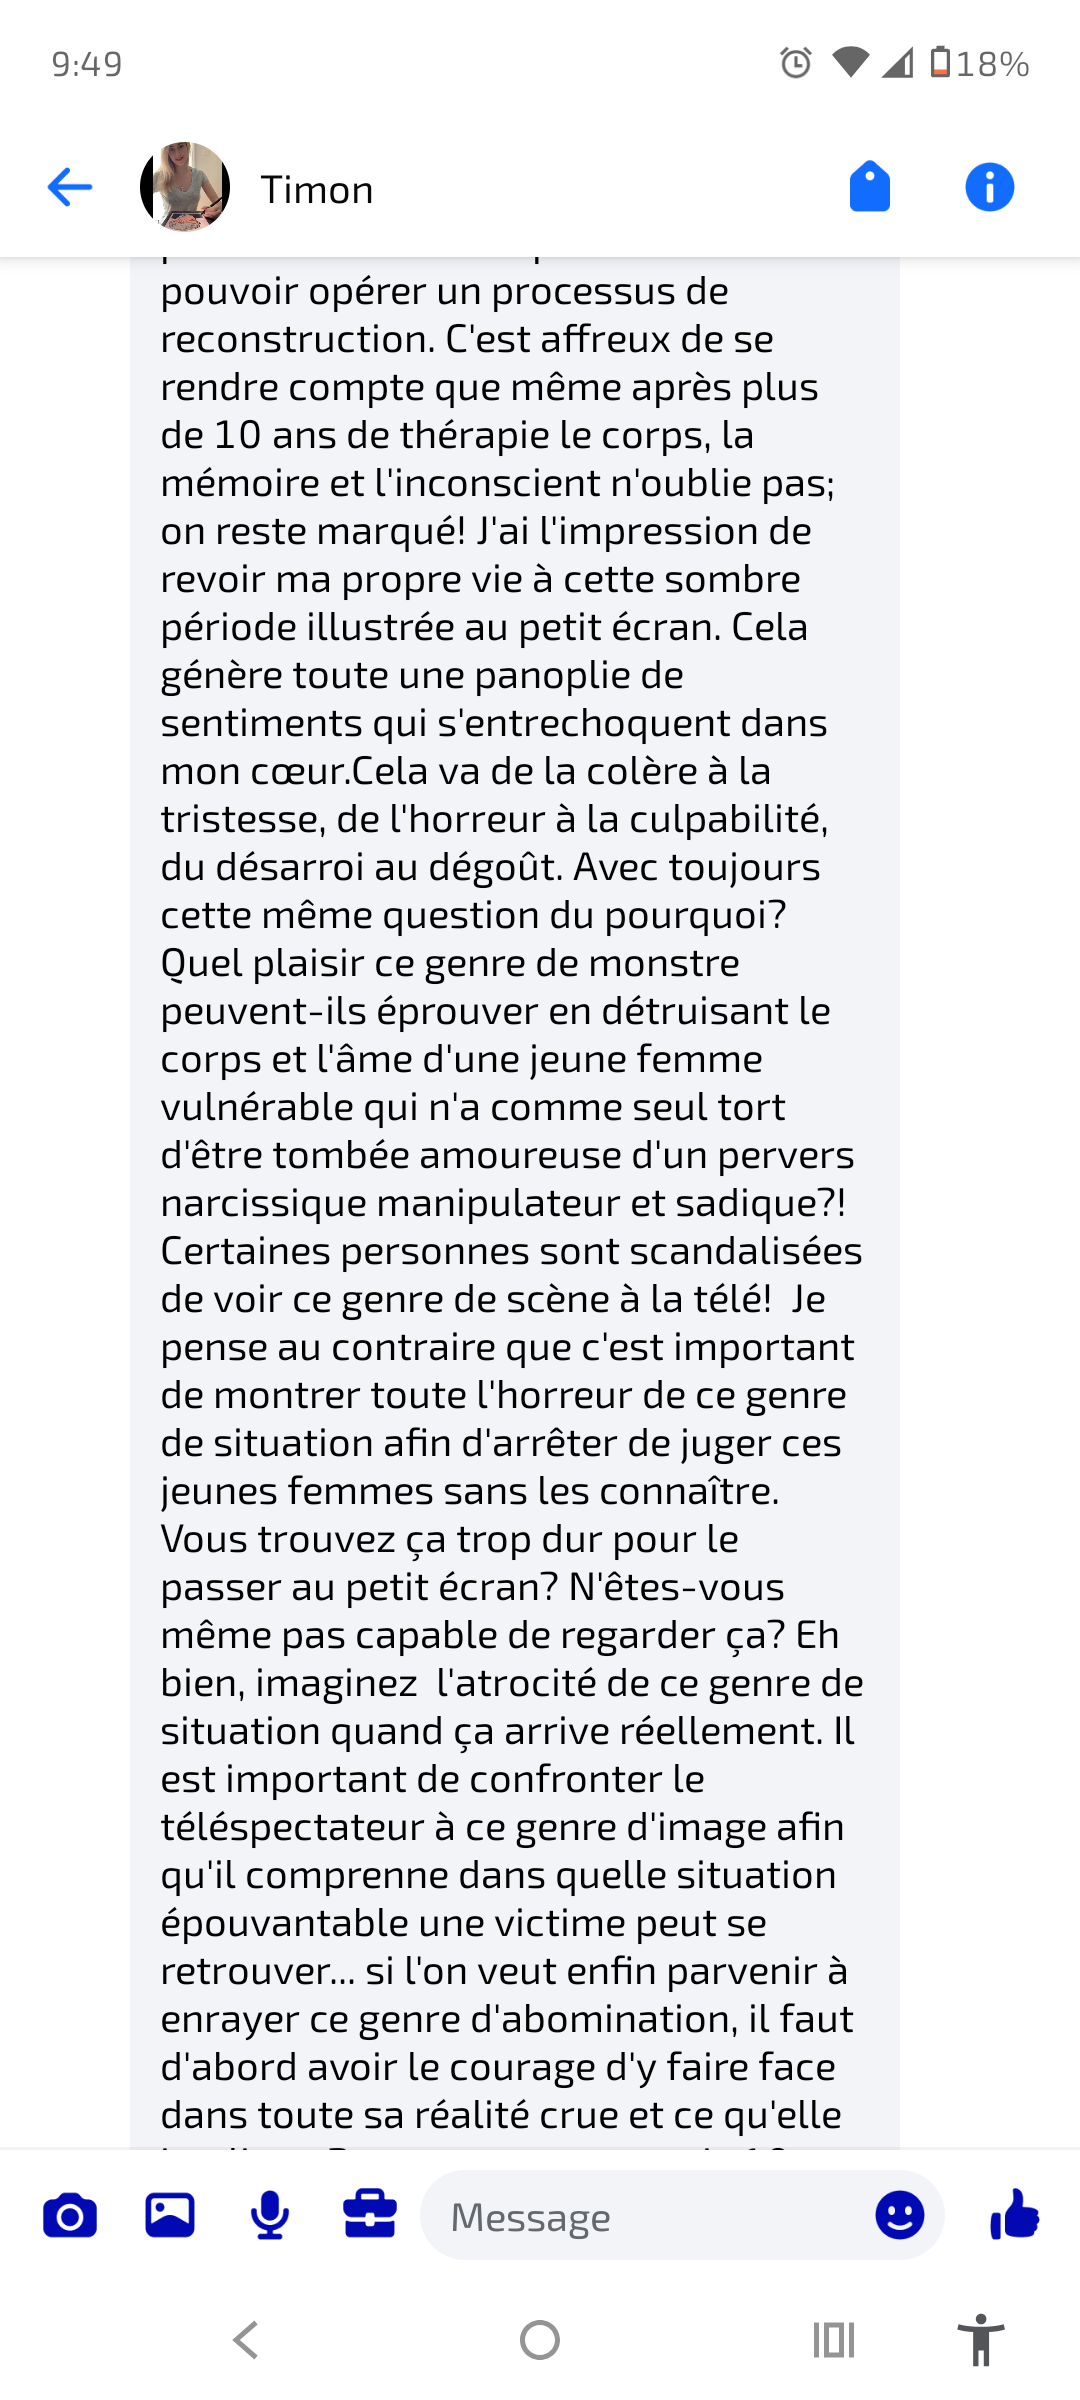 9:49
18%
Timon
pouvoir opérer un processus de
reconstruction. C'est affreux de se
rendre compte que même après plus
de 10 ans de thérapie le corps, la
mémoire et l'inconscient n'oublie pas;
on reste marqué! J'ai l'impression de
revoir ma propre vie à cette sombre
période illustrée au petit écran. Cela
génère toute une panoplie de
sentiments qui s'entrechoquent dans
mon cœur.Cela va de la colère à la
tristesse, de l'horreur à la culpabilité,
du désarroi au dégoût. Avec toujours
cette même question du pourquoi?
Quel plaisir ce genre de monstre
peuvent-ils éprouver en détruisant le
corps et l'âme d'une jeune femme
vulnérable qui n'a comme seul tort
d'être tombée amoureuse d'un pervers
narcissique manipulateur et sadique?!
Certaines personnes sont scandalisées
de voir ce genre de scène à la télé!  Je
pense au contraire que c'est important
de montrer toute l'horreur de ce genre
de situation afin d'arrêter de juger ces
jeunes femmes sans les connaître.
Vous trouvez ça trop dur pour le
passer au petit écran? N'êtes-vous
même pas capable de regarder ça? Eh
bien, imaginez  l'atrocité de ce genre de
situation quand ça arrive réellement. Il
est important de confronter le
téléspectateur à ce genre d'image afin
qu'il comprenne dans quelle situation
épouvantable une victime peut se
retrouver... si l'on veut enfin parvenir à
enrayer ce genre d'abomination, il faut
d'abord avoir le courage d'y faire face
dans toute sa réalité crue et ce qu'elle
Message